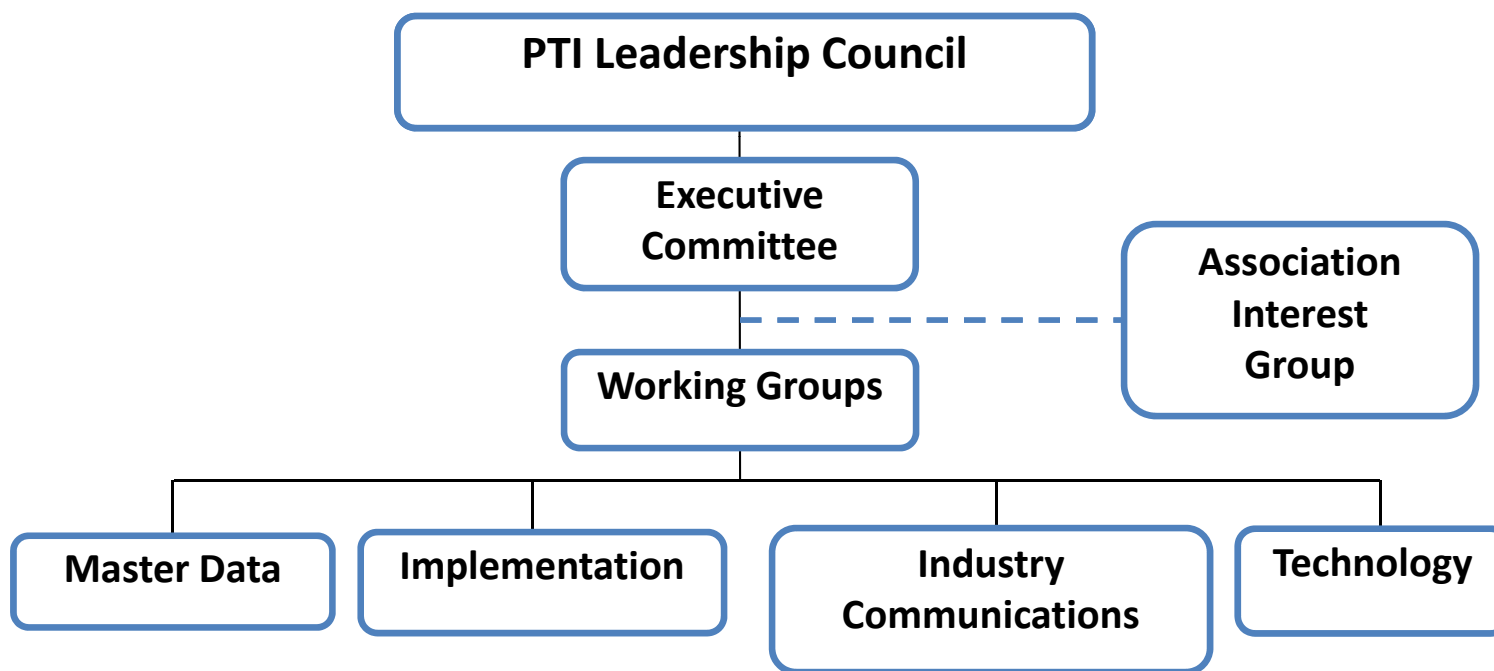 PTI Leadership Council
Executive
Committee
Association
Interest
Group
Working Groups
Master Data
Implementation
Industry
Communications
Technology